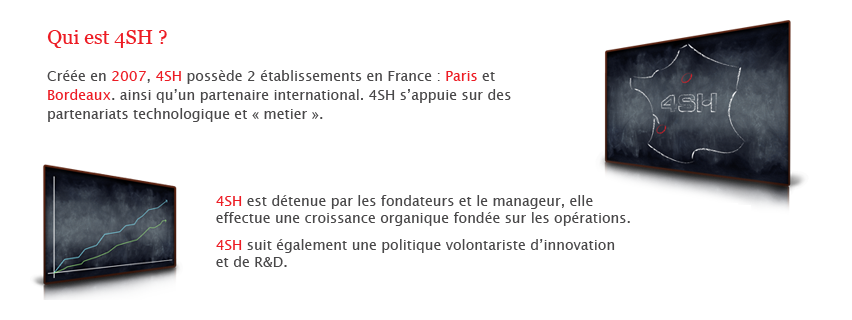 Qui est 4SH ?
Créée en 2007, 4SH possède 2 établissements en France : Paris et
Bordeaux. ainsi qu’un partenaire international. 4SH s’appuie sur des
partenariats technologique et « metier ».
4SH
4SH est détenue par les fondateurs et le manageur, elle
effectue une croissance organique fondée sur les opérations.
4SH suit également une politique volontariste d’innovation
et de R&D.